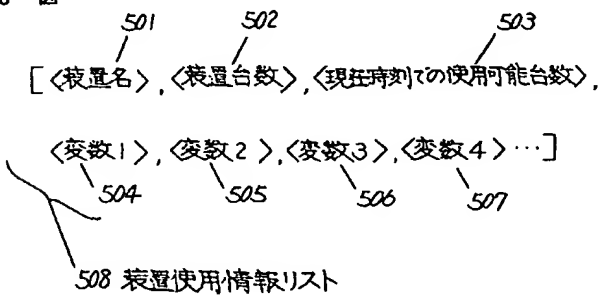 501 502 503
[〈装置名〉, 〈装置台数〉, 〈現在時刻での使用可能台数〉,
〈変数1〉, 〈変数2〉, 〈変数3〉, 〈変数4〉 …]
504 505 506 507
508 装置使用情報リスト